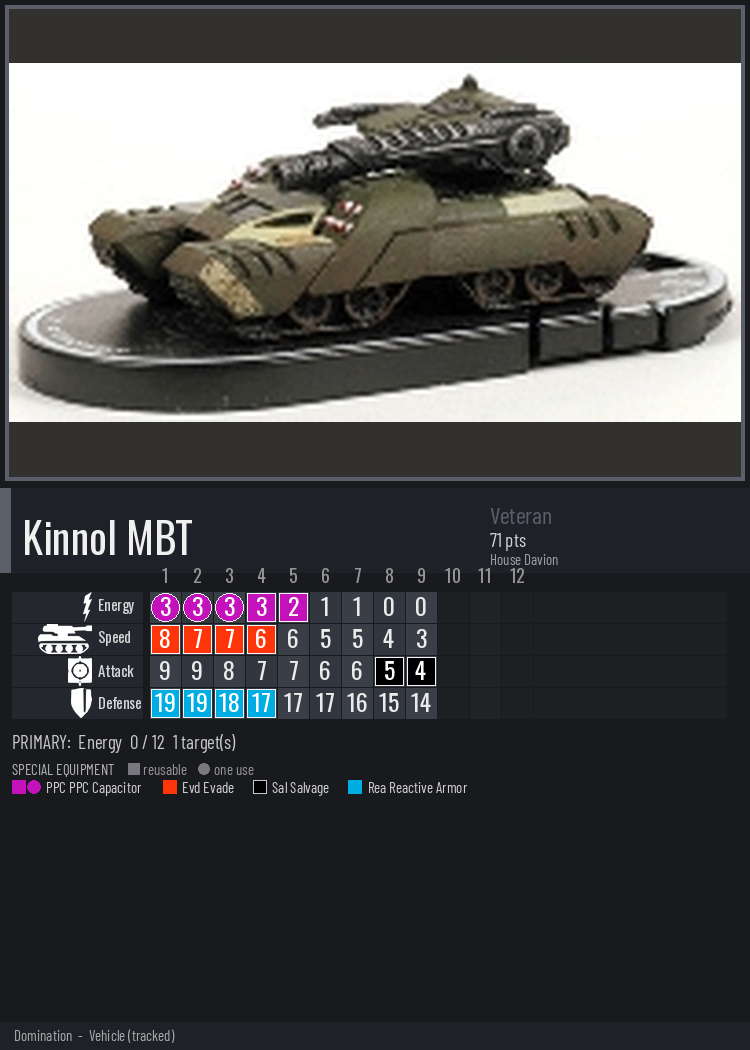 Kinnol MBT
Veteran
71 pts
House Davion
1 2 3 4 5 6 7 8 9 10 11 12
Energy 3 3 3 3 2 1 1 0 0
Speed 8 7 7 6 6 5 5 4 3
Attack 9 9 8 7 7 6 6 5 4
Defense 19 19 18 17 17 17 16 15 14
PRIMARY: Energy 0 / 12 1 target(s)
SPECIAL EQUIPMENT reusable one use
PPC PPC Capacitor Evd Evade Sal Salvage Rea Reactive Armor
Domination - Vehicle (tracked)